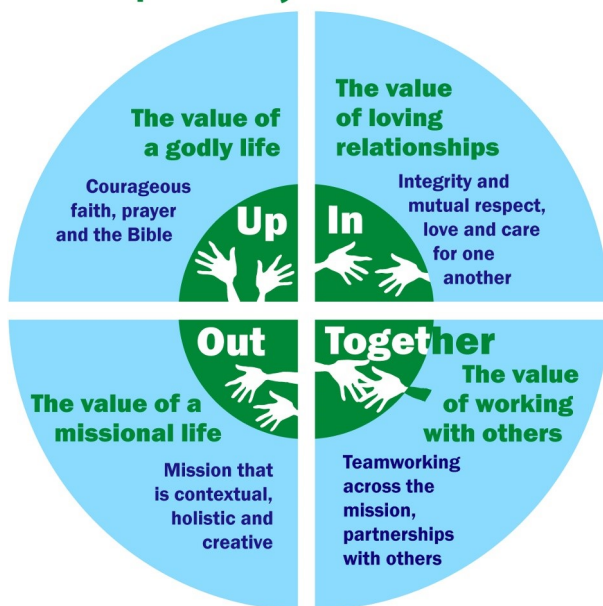 The value of
a godly life
Courageous
faith, prayer
and the Bible
Up
The value
of loving
relationships
Integrity and
mutual respect,
love and care
for one
another
In
Out
The value of a
missional life
Mission that
is contextual,
holistic and
creative
Together
The value
of working
with others
Teamworking
across the
mission,
partnerships
with others